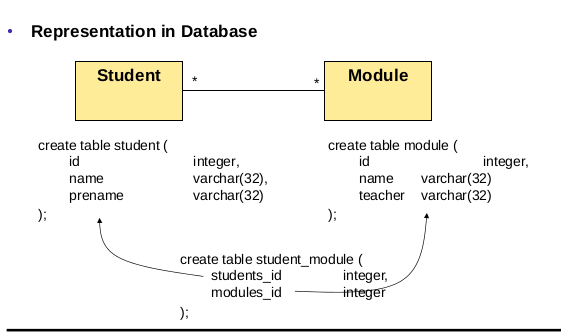 • Representation in Database
Student * * Module
create table student (
id integer,
name varchar(32),
prename varchar(32)
);
create table module (
id integer,
name varchar(32)
teacher varchar(32)
);
create table student_module (
students_id integer,
modules_id integer
);